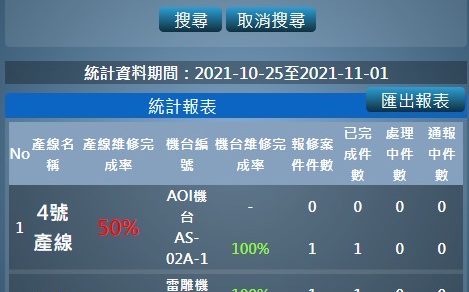 搜尋 取消搜尋
統計資料期間：2021-10-25至2021-11-01
統計報表 匯出報表
No 產線名稱 產線維修完成率 機台編號 機台維修完成率 報修案件件數 已完成件數 處理中件數 通報中件數
1 4號產線 50% AOI機台 - 0 0 0 0
AS-02A-1 100% 1 1 0 0
雷雕機 100% 1 1 0 0